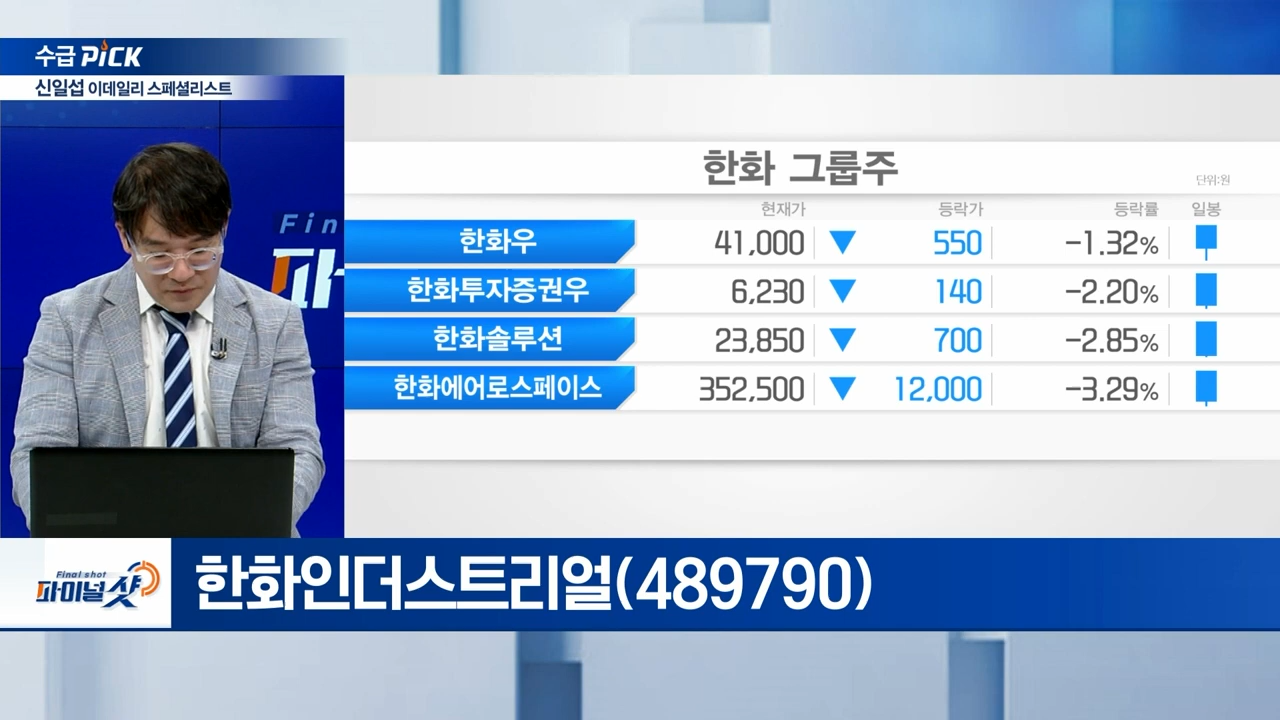 수급 PiCK
신일섭 이데일리 스페셜리스트
Fin
파
한화 그룹주
단위:원
현재가 등락가 등락률 일봉
한화우 41,000 ▼ 550 -1.32%
한화투자증권우 6,230 ▼ 140 -2.20%
한화솔루션 23,850 ▼ 700 -2.85%
한화에어로스페이스 352,500 ▼ 12,000 -3.29%
Final shot
파이널샷
한화인더스트리얼(489790)